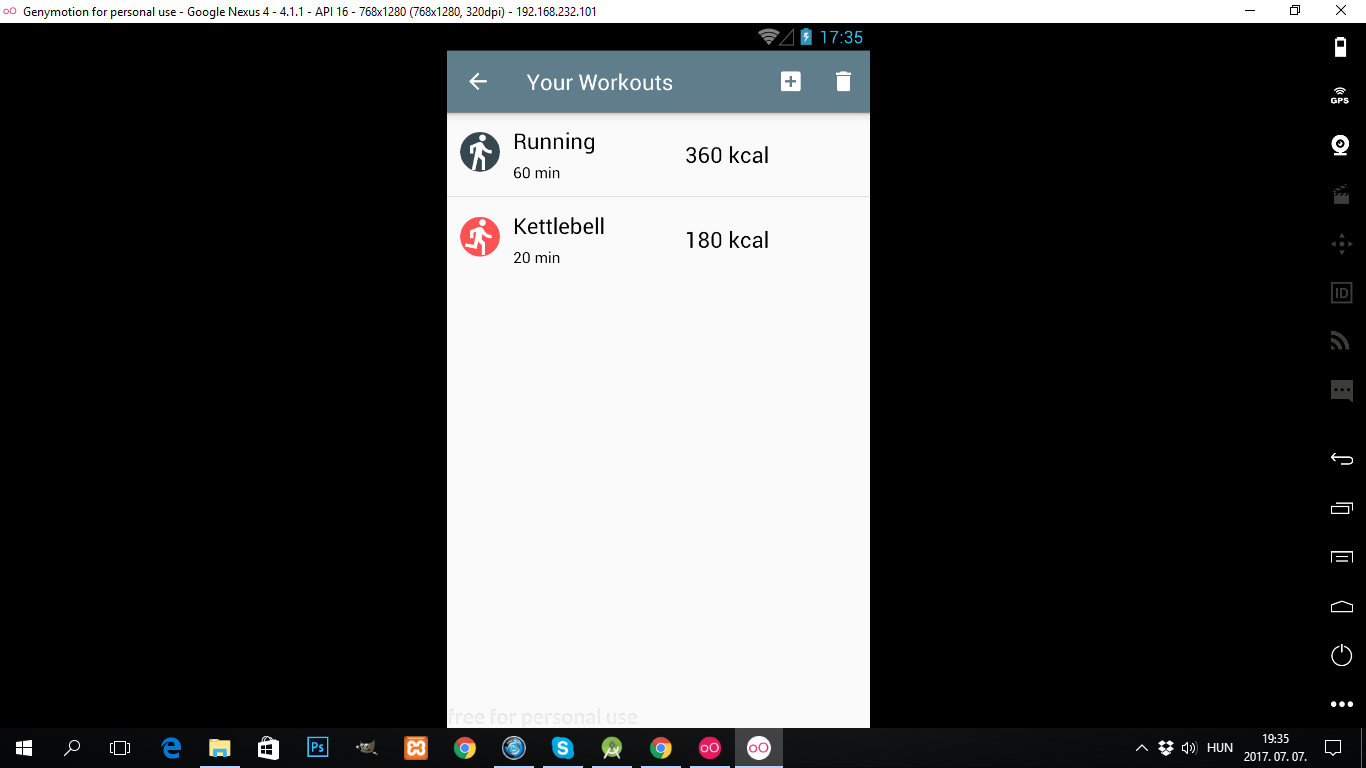 Genymotion for personal use - Google Nexus 4 - 4.1.1 - API 16 - 768x1280 (768x1280, 320dpi) - 192.168.232.101
17:35
Your Workouts
Running
60 min
360 kcal
Kettlebell
20 min
180 kcal
free for personal use
GPS
ID
Ps
HUN
19:35
2017. 07. 07.